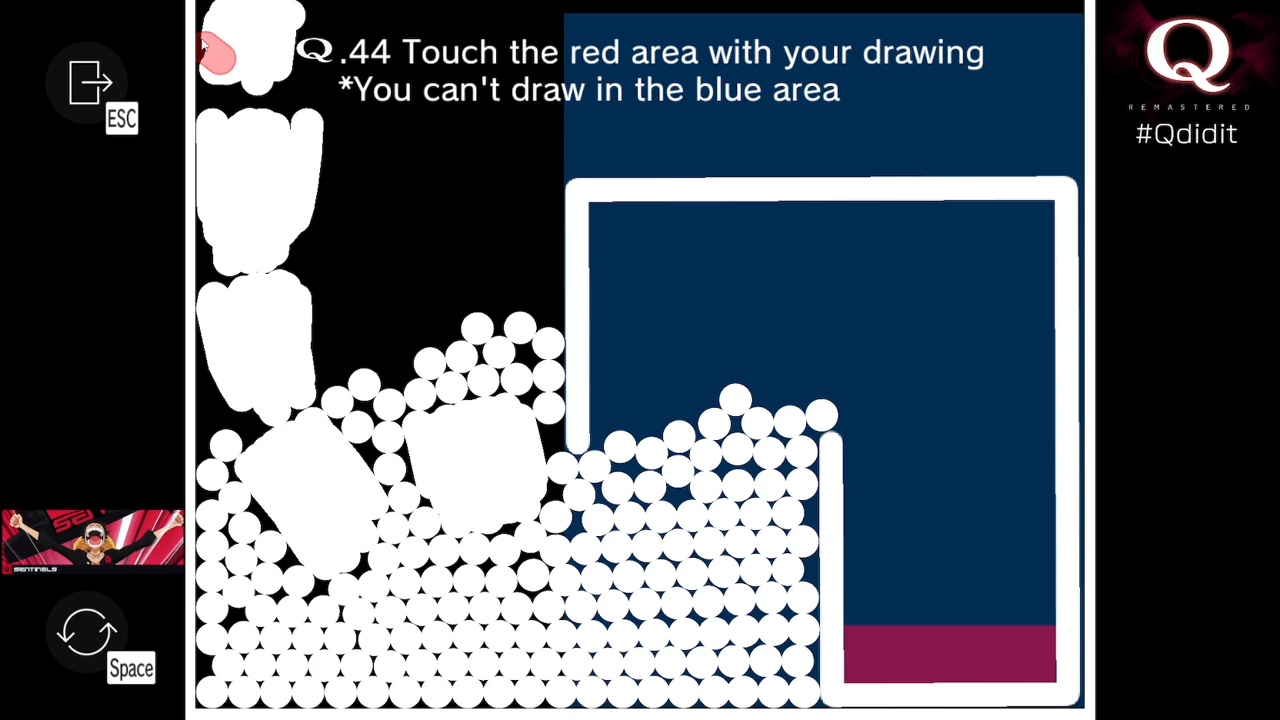 Q.44 Touch the red area with your drawing
*You can't draw in the blue area
ESC
Q
REMASTERED
#Qdidit
SENTINELS
Space